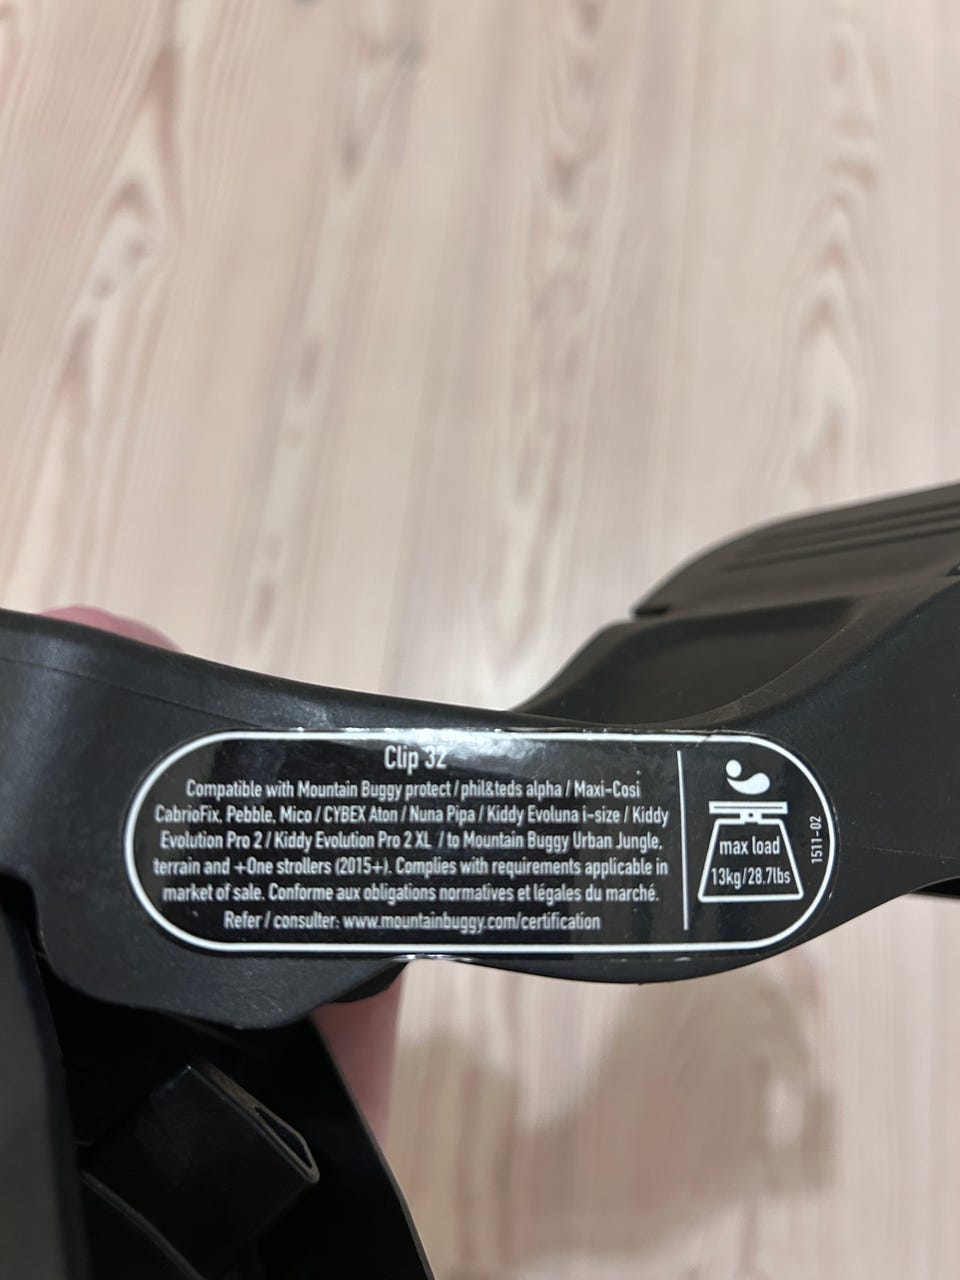 Clip 32
Compatible with Mountain Buggy protect / phil&teds alpha / Maxi-Cosi
CabrioFix, Pebble, Mico / CYBEX Aton / Nuna Pipa / Kiddy Evoluna i-size / Kiddy
Evolution Pro 2 / Kiddy Evolution Pro 2 XL / to Mountain Buggy Urban Jungle,
terrain and +One strollers (2015+). Complies with requirements applicable in
market of sale. Conforme aux obligations normatives et légales du marché.
Refer / consulter: www.mountainbuggy.com/certification
max load
13kg/28.7lbs
1511-02